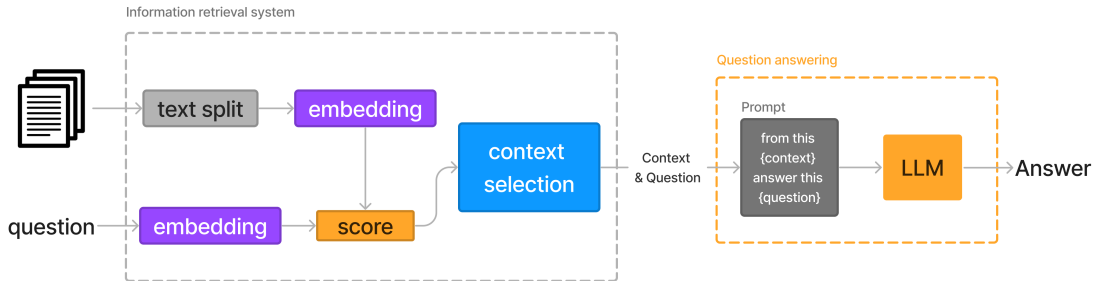 Information retrieval system
text split
embedding
question
embedding
score
context
selection
Context
& Question
Question answering
Prompt
from this
{context}
answer this
{question}
LLM
Answer